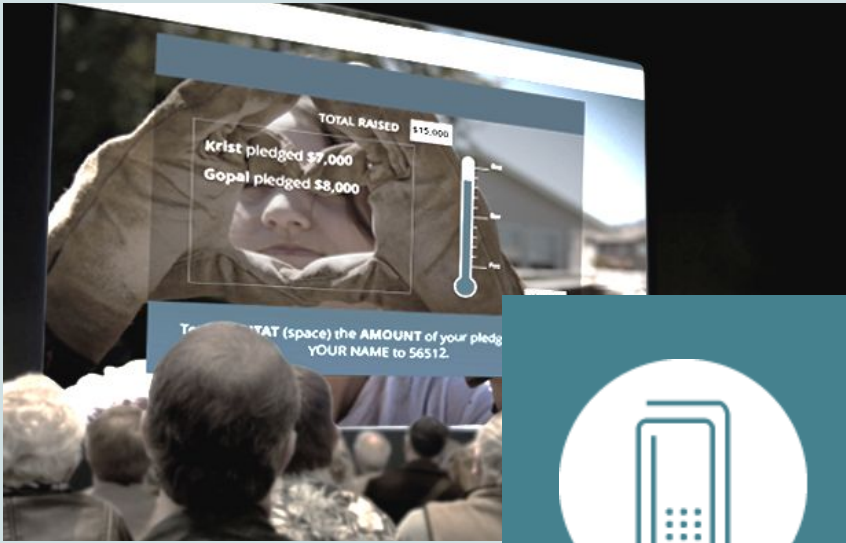 TOTAL RAISED $15,000
Krist pledged $7,000
Gopal pledged $8,000
(space) the AMOUNT of your
YOUR NAME to 56512.